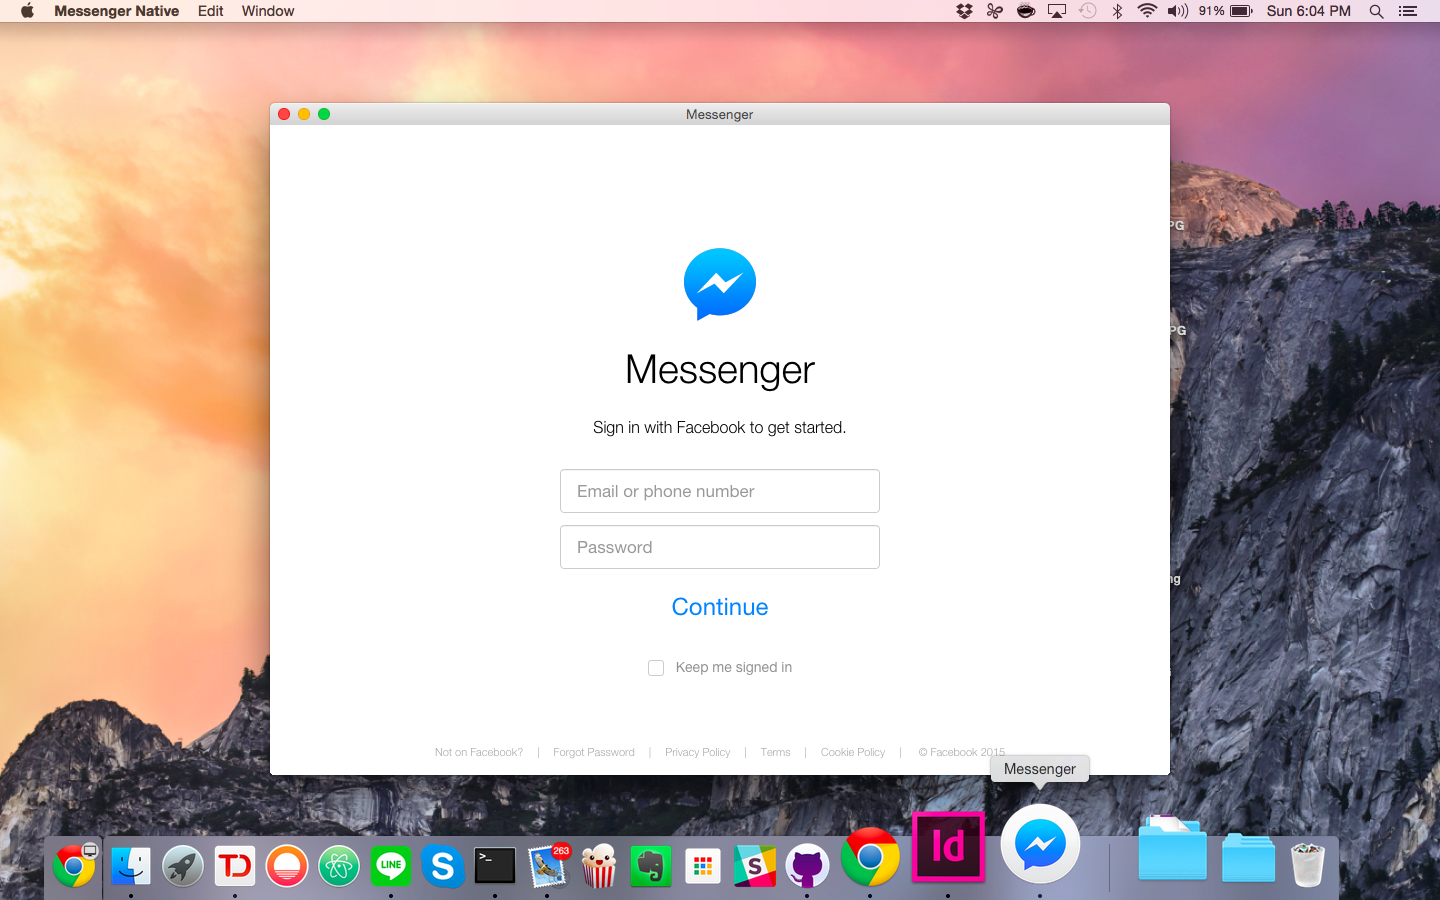 Messenger Native Edit Window 91% Sun 6:04 PM
Messenger
PG
PG
Messenger
Sign in with Facebook to get started.
Email or phone number
Password
ng
Continue
Keep me signed in
Not on Facebook? | Forgot Password | Privacy Policy | Terms | Cookie Policy | © Facebook 2015
Messenger
TD
LINE
S
>_
263
S
Id